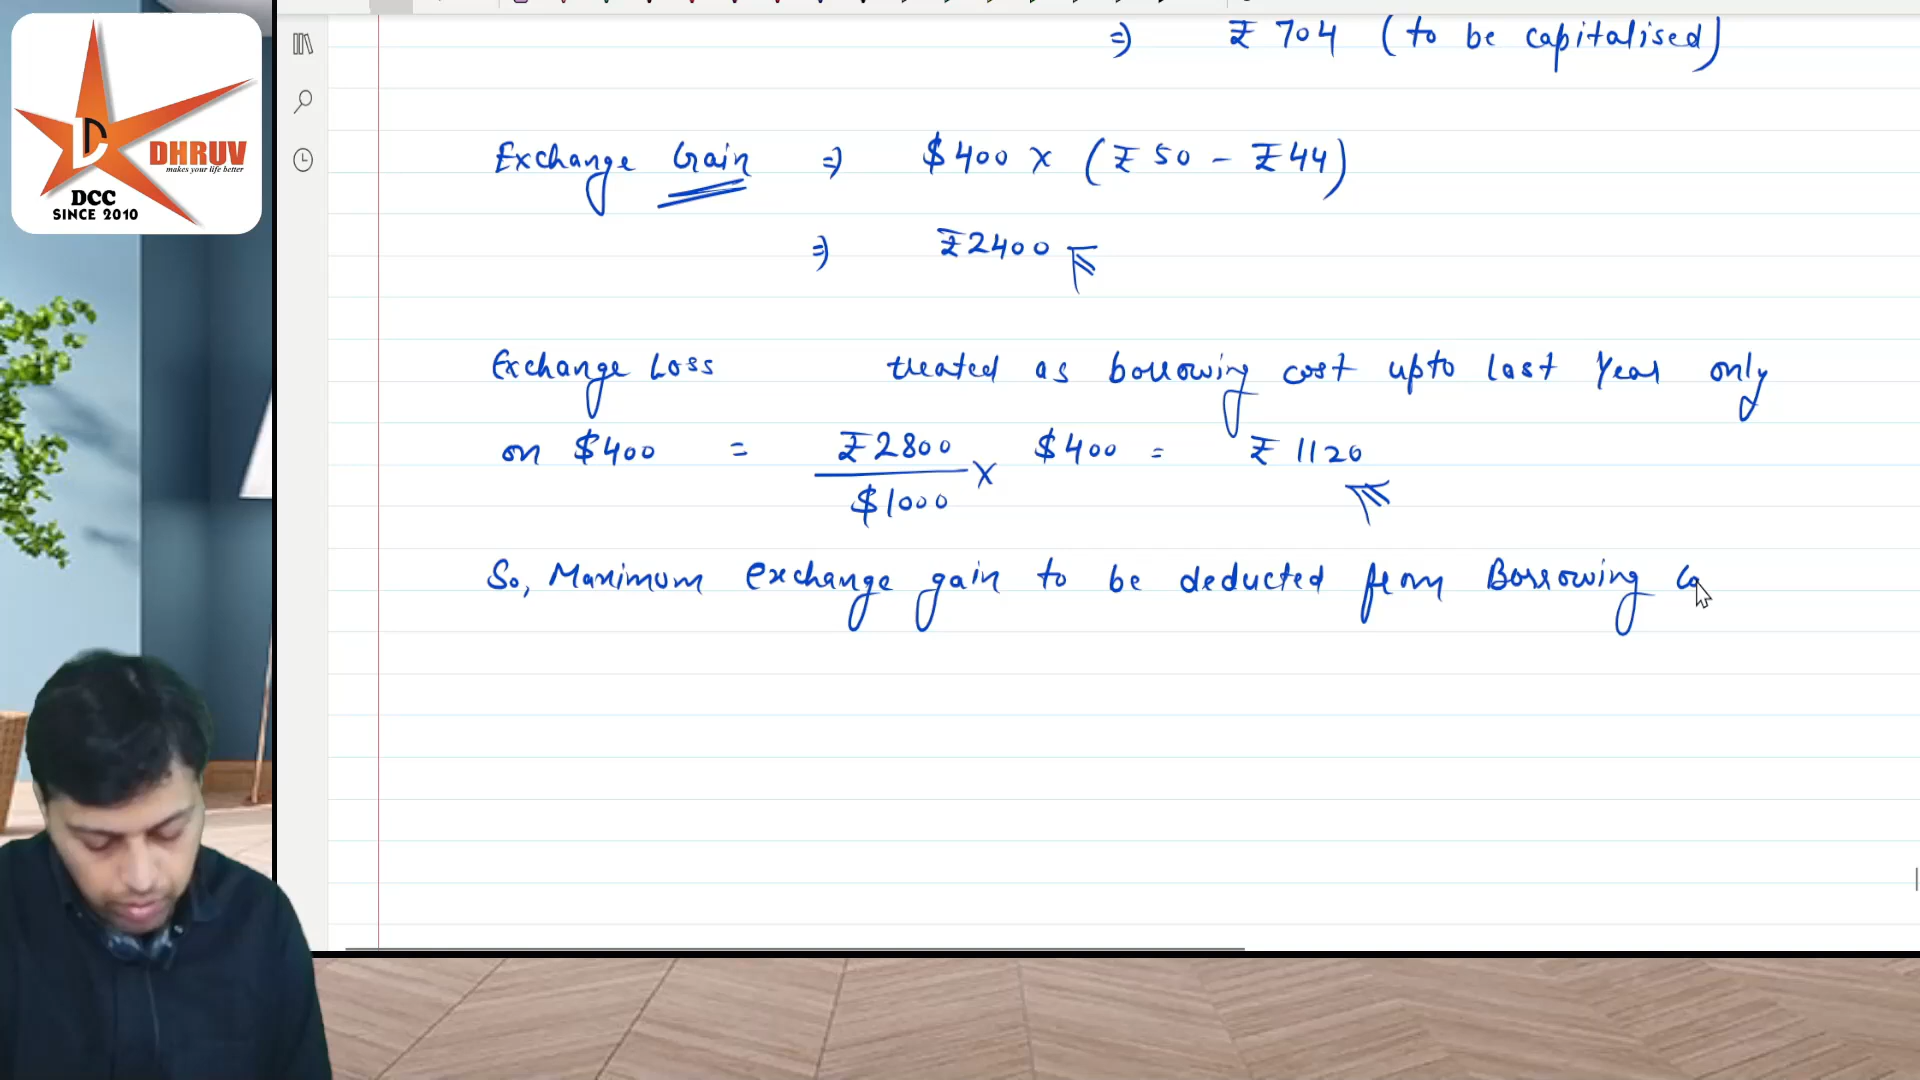 ⇒ ₹ 704 (to be capitalised)
DHRUV
makes your life better
DCC
SINCE 2010
Exchange Gain ⇒ $400 x (₹50 - ₹44)
⇒ ₹2400
Exchange Loss treated as borrowing cost upto last Year only
on $400 = ₹2800 / $1000 X $400 = ₹ 1120
So, Maximum exchange gain to be deducted from Borrowing Co